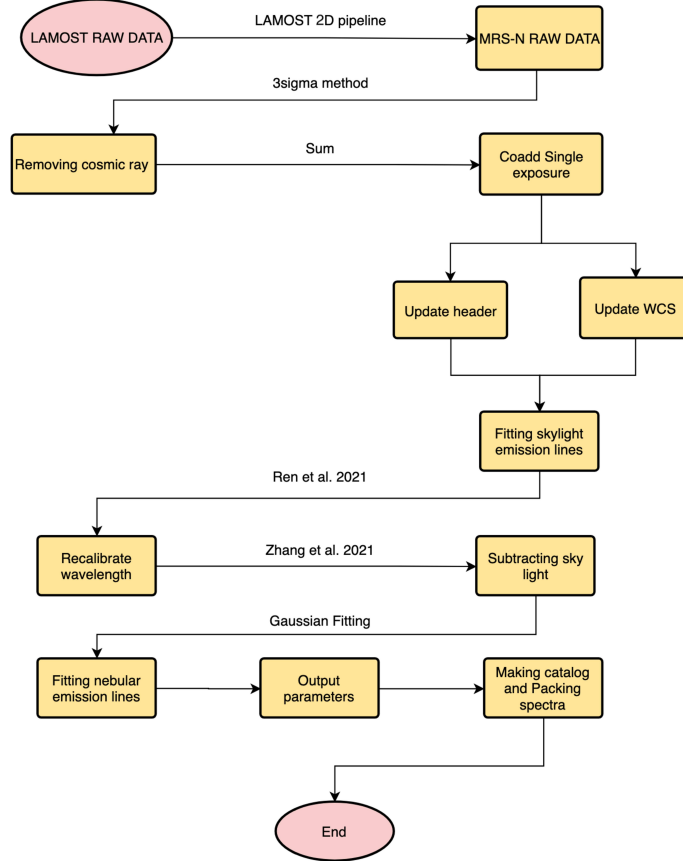 LAMOST 2D pipeline
LAMOST RAW DATA
MRS-N RAW DATA
3sigma method
Removing cosmic ray
Sum
Coadd Single
exposure
Update header
Update WCS
Fitting skylight
emission lines
Ren et al. 2021
Recalibrate
wavelength
Zhang et al. 2021
Subtracting sky
light
Gaussian Fitting
Fitting nebular
emission lines
Output
parameters
Making catalog
and Packing
spectra
End